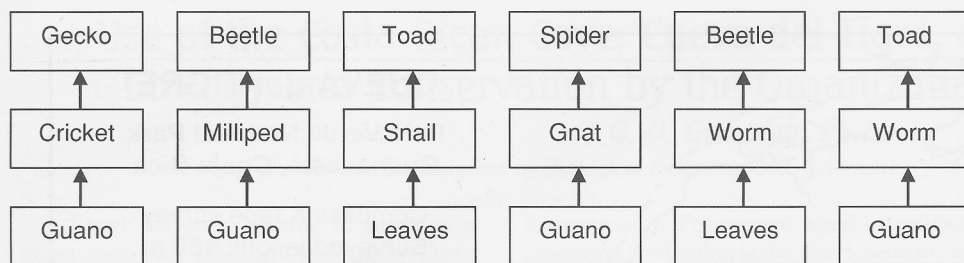 Gecko Beetle Toad Spider Beetle Toad
Cricket Milliped Snail Gnat Worm Worm
Guano Guano Leaves Guano Leaves Guano